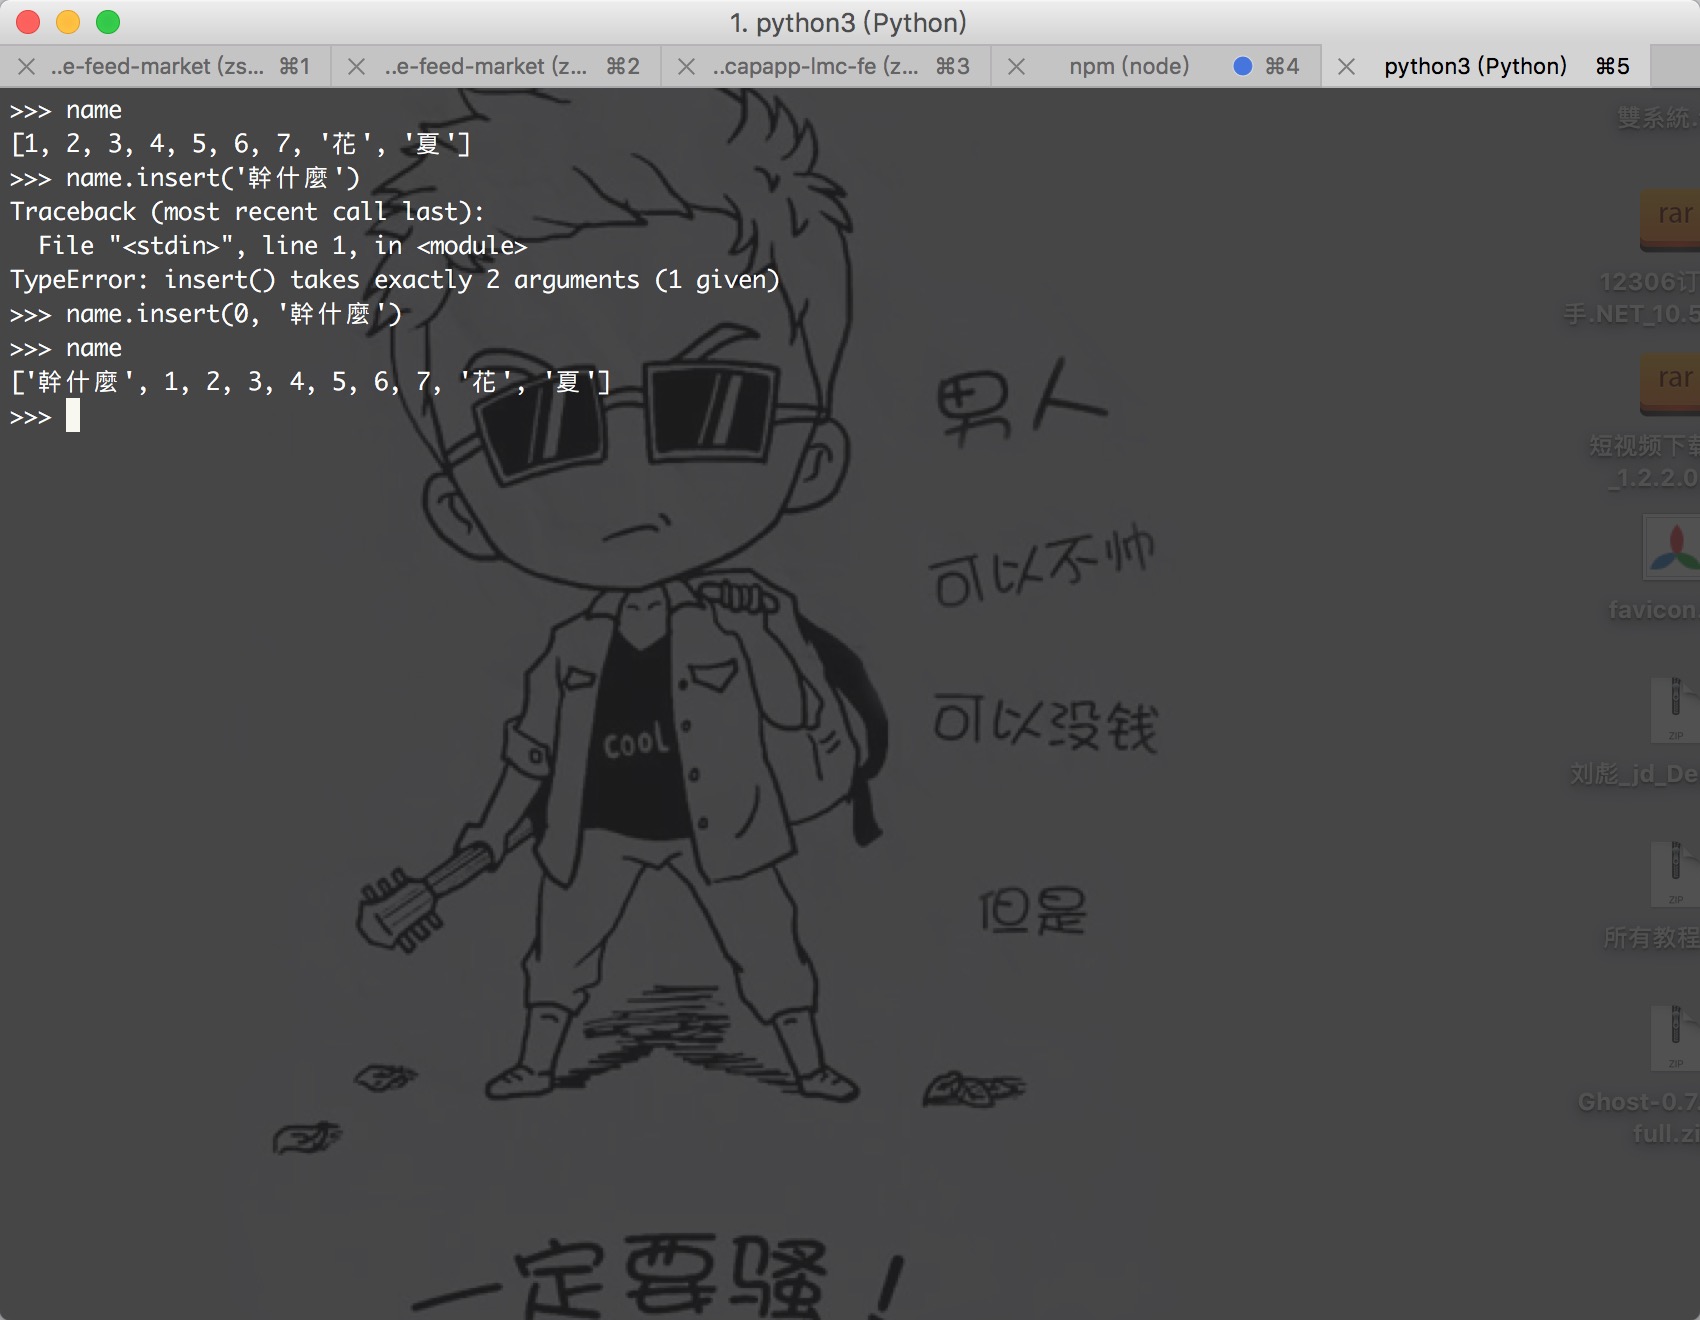 1. python3 (Python)
..e-feed-market (zs... ⌘1
..e-feed-market (z... ⌘2
..capapp-lmc-fe (z... ⌘3
npm (node) ⌘4
python3 (Python) ⌘5
>>> name
[1, 2, 3, 4, 5, 6, 7, '花', '夏']
>>> name.insert('幹什麼')
Traceback (most recent call last):
  File "<stdin>", line 1, in <module>
TypeError: insert() takes exactly 2 arguments (1 given)
>>> name.insert(0, '幹什麼')
>>> name
['幹什麼', 1, 2, 3, 4, 5, 6, 7, '花', '夏']
>>>
男人
可以不帅
可以没钱
但是
一定要骚！
COOL
雙系統.
rar
12306订
手.NET_10.5
rar
短视频下载
_1.2.2.0
favicon
ZIP
刘彪_jd_De
ZIP
所有教程
ZIP
Ghost-0.7.
full.zi